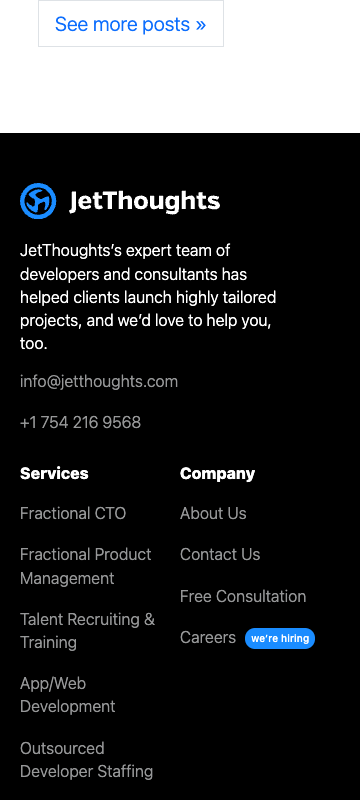 See more posts »
JetThoughts
JetThoughts’s expert team of
developers and consultants has
helped clients launch highly tailored
projects, and we’d love to help you,
too.
info@jetthoughts.com
+1 754 216 9568
Services
Fractional CTO
Fractional Product
Management
Talent Recruiting &
Training
App/Web
Development
Outsourced
Developer Staffing
Company
About Us
Contact Us
Free Consultation
Careers we’re hiring